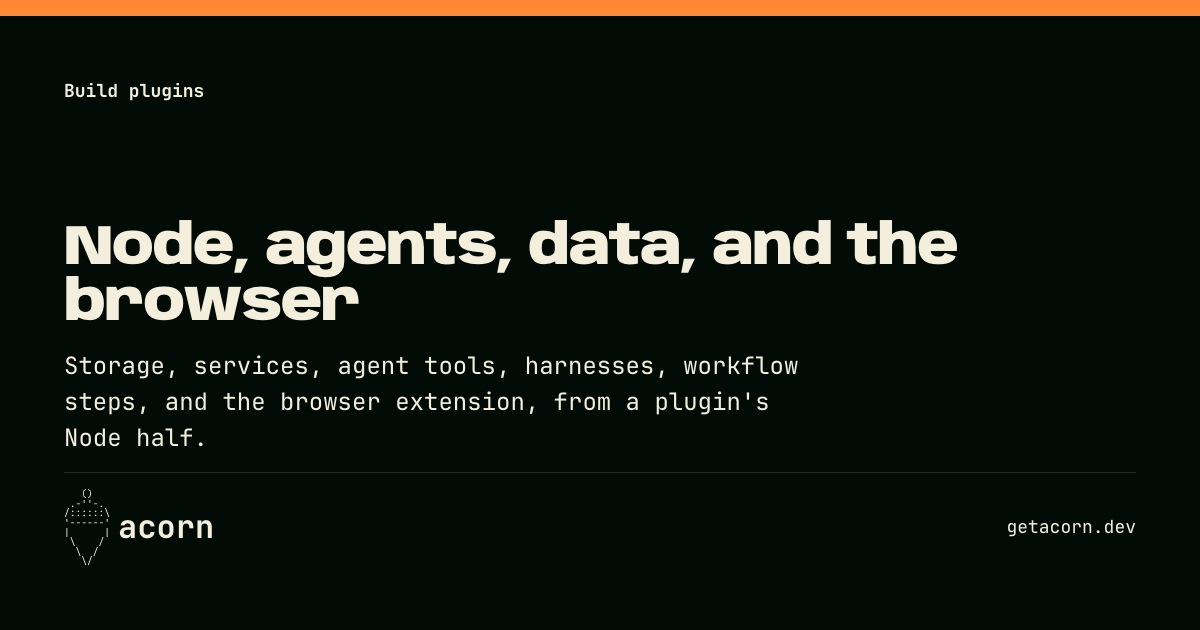 Build plugins
Node, agents, data, and the
browser
Storage, services, agent tools, harnesses, workflow
steps, and the browser extension, from a plugin's
Node half.
acorn
getacorn.dev